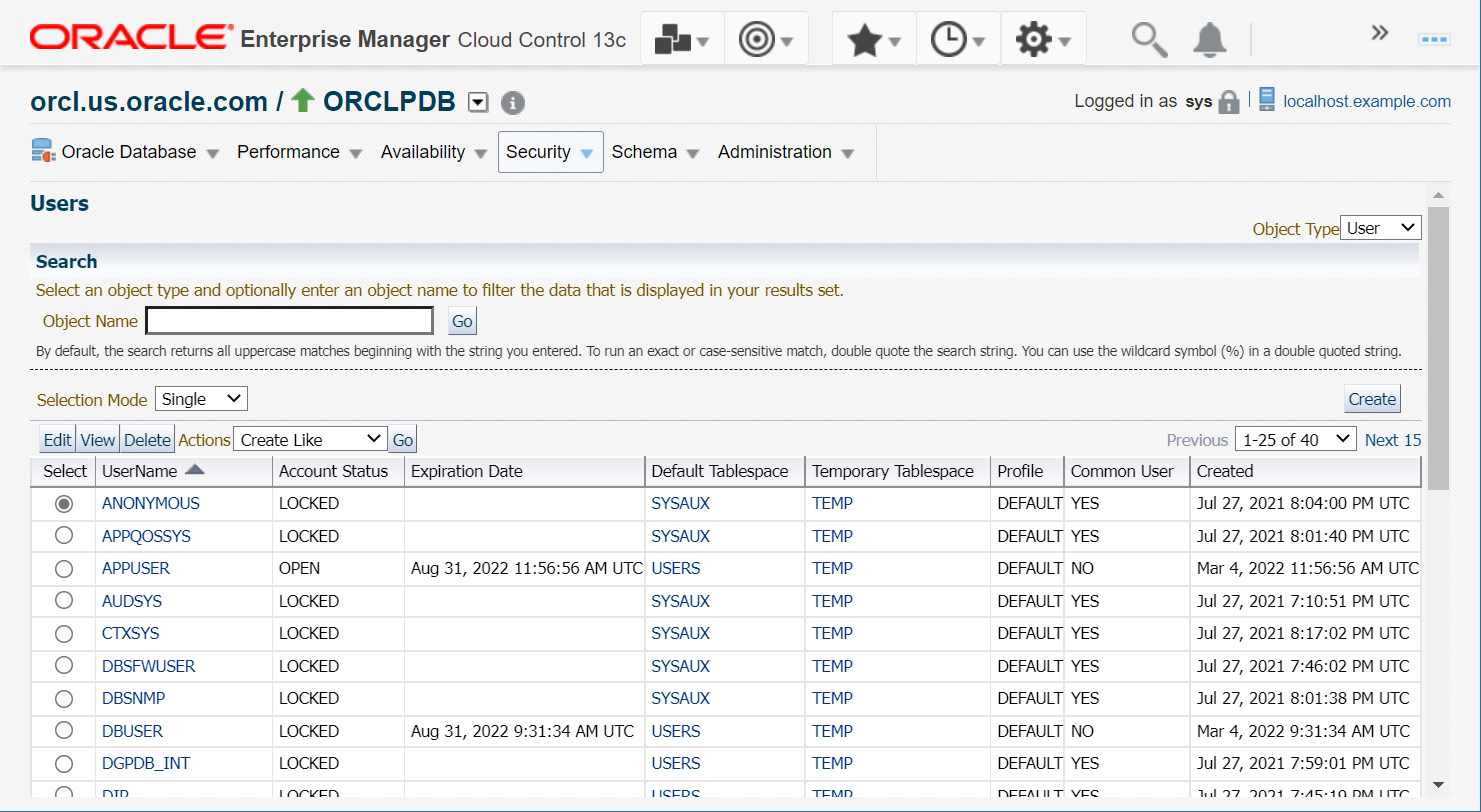 ORACLE® Enterprise Manager Cloud Control 13c
orcl.us.oracle.com / ORCLPDB
Logged in as sys localhost.example.com
Oracle Database Performance Availability Security Schema Administration
Users
Object Type User
Search
Select an object type and optionally enter an object name to filter the data that is displayed in your results set.
Object Name Go
By default, the search returns all uppercase matches beginning with the string you entered. To run an exact or case-sensitive match, double quote the search string. You can use the wildcard symbol (%) in a double quoted string.
Selection Mode Single Create
Edit View Delete Actions Create Like Go Previous 1-25 of 40 Next 15
Select UserName Account Status Expiration Date Default Tablespace Temporary Tablespace Profile Common User Created
ANONYMOUS LOCKED SYSAUX TEMP DEFAULT YES Jul 27, 2021 8:04:00 PM UTC
APPQOSSYS LOCKED SYSAUX TEMP DEFAULT YES Jul 27, 2021 8:01:40 PM UTC
APPUSER OPEN Aug 31, 2022 11:56:56 AM UTC USERS TEMP DEFAULT NO Mar 4, 2022 11:56:56 AM UTC
AUDSYS LOCKED SYSAUX TEMP DEFAULT YES Jul 27, 2021 7:10:51 PM UTC
CTXSYS LOCKED SYSAUX TEMP DEFAULT YES Jul 27, 2021 8:17:02 PM UTC
DBSFWUSER LOCKED SYSAUX TEMP DEFAULT YES Jul 27, 2021 7:46:02 PM UTC
DBSNMP LOCKED SYSAUX TEMP DEFAULT YES Jul 27, 2021 8:01:38 PM UTC
DBUSER LOCKED Aug 31, 2022 9:31:34 AM UTC USERS TEMP DEFAULT NO Mar 4, 2022 9:31:34 AM UTC
DGPDB_INT LOCKED USERS TEMP DEFAULT YES Jul 27, 2021 7:59:01 PM UTC
DIP LOCKED USERS TEMP DEFAULT YES Jul 27, 2021 7:45:19 PM UTC